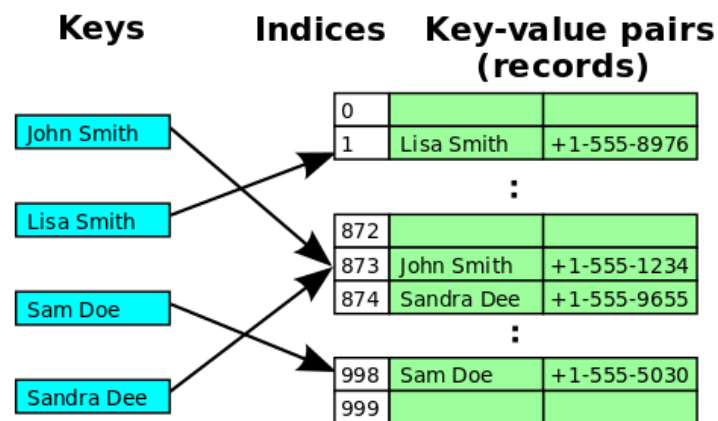 Keys
Indices
Key-value pairs
(records)
John Smith
Lisa Smith
Sam Doe
Sandra Dee
0
1 Lisa Smith +1-555-8976
:
872
873 John Smith +1-555-1234
874 Sandra Dee +1-555-9655
:
998 Sam Doe +1-555-5030
999